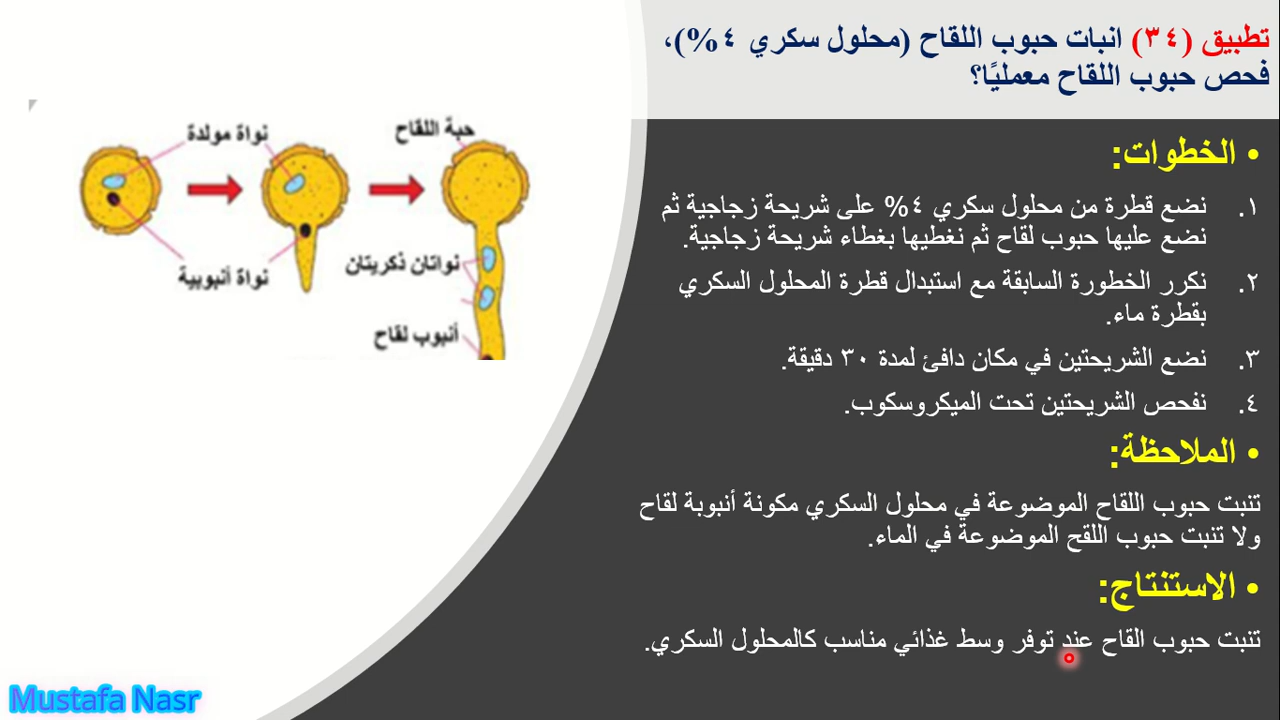 تطبيق (٣٤) انبات حبوب اللقاح (محلول سكري ٤%)،
فحص حبوب اللقاح معمليًا؟
• الخطوات:
١. نضع قطرة من محلول سكري ٤% على شريحة زجاجية ثم
نضع عليها حبوب لقاح ثم نغطيها بغطاء شريحة زجاجية.
٢. نكرر الخطورة السابقة مع استبدال قطرة المحلول السكري
بقطرة ماء.
٣. نضع الشريحتين في مكان دافئ لمدة ٣٠ دقيقة.
٤. نفحص الشريحتين تحت الميكروسكوب.
• الملاحظة:
تنبت حبوب اللقاح الموضوعة في محلول السكري مكونة أنبوبة لقاح
ولا تنبت حبوب اللقح الموضوعة في الماء.
• الاستنتاج:
تنبت حبوب القاح عند توفر وسط غذائي مناسب كالمحلول السكري.
حبة اللقاح
نواة مولدة
نواتان ذكريتان
نواة أنبوبية
أنبوب لقاح
Mustafa Nasr